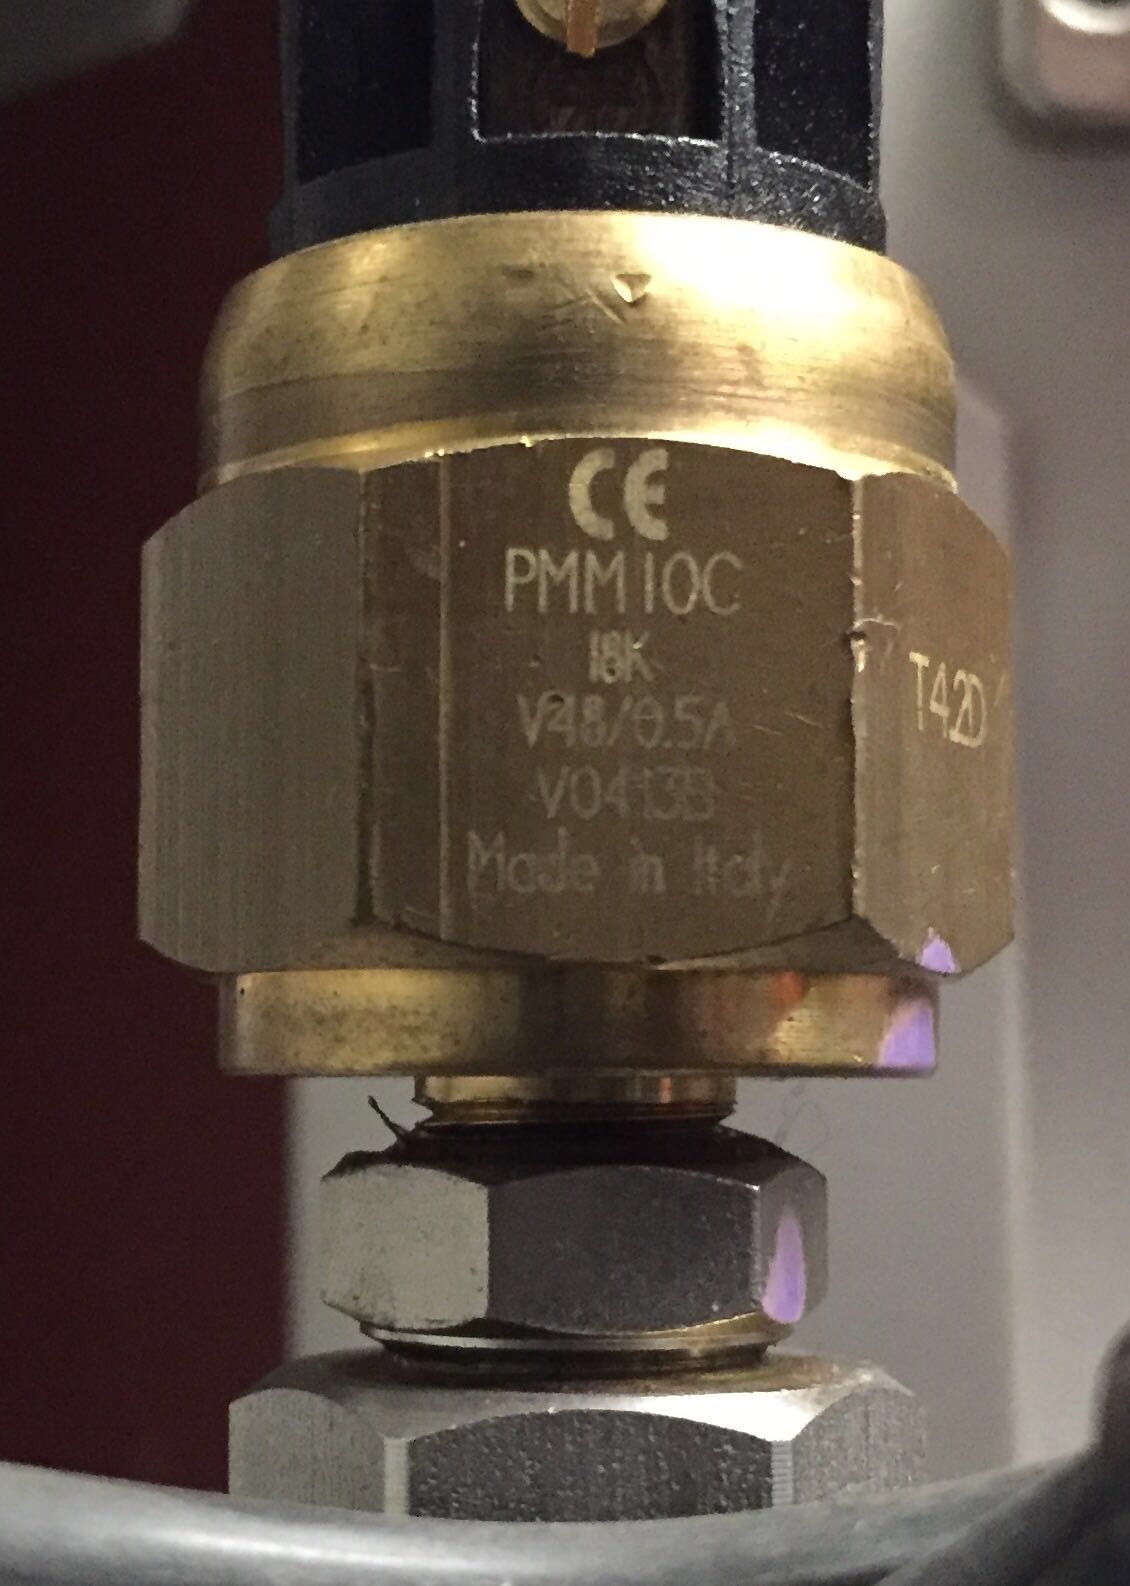 CE
PMM10C
18K
V48/0.5A
V0413B
Made in Italy
T42D